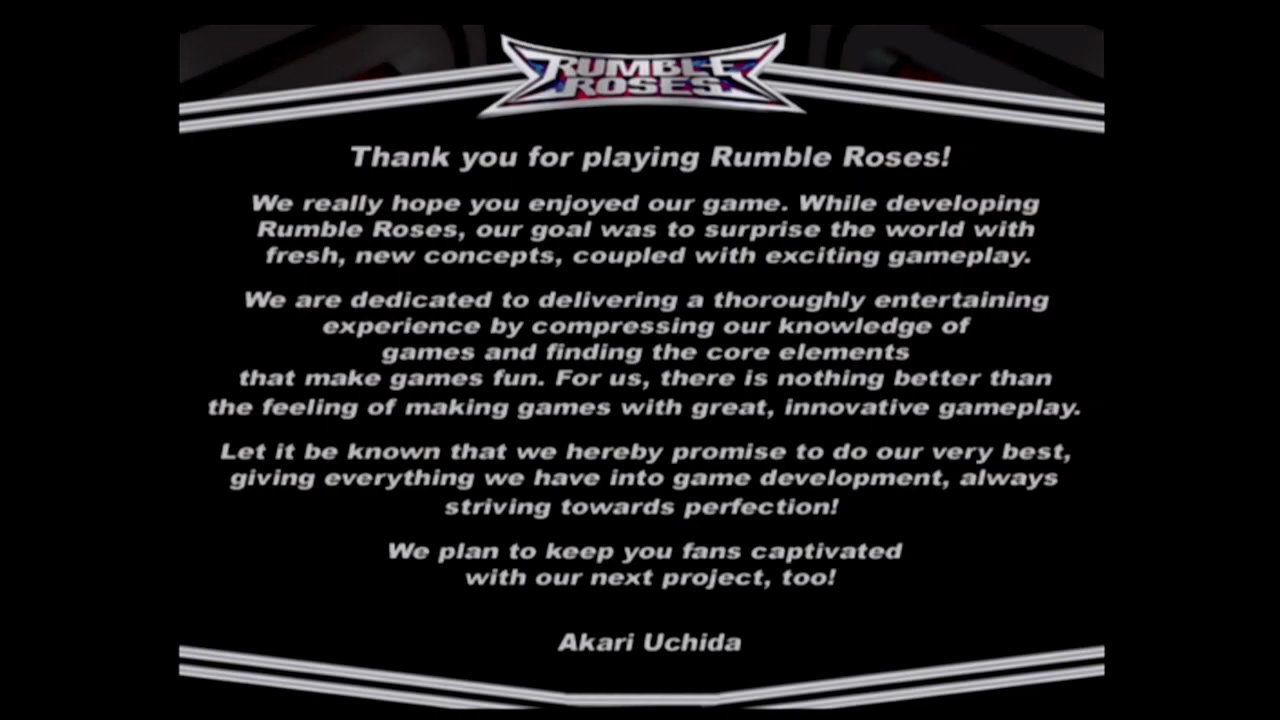 RUMBLE
ROSES
Thank you for playing Rumble Roses!
We really hope you enjoyed our game. While developing
Rumble Roses, our goal was to surprise the world with
fresh, new concepts, coupled with exciting gameplay.
We are dedicated to delivering a thoroughly entertaining
experience by compressing our knowledge of
games and finding the core elements
that make games fun. For us, there is nothing better than
the feeling of making games with great, innovative gameplay.
Let it be known that we hereby promise to do our very best,
giving everything we have into game development, always
striving towards perfection!
We plan to keep you fans captivated
with our next project, too!
Akari Uchida